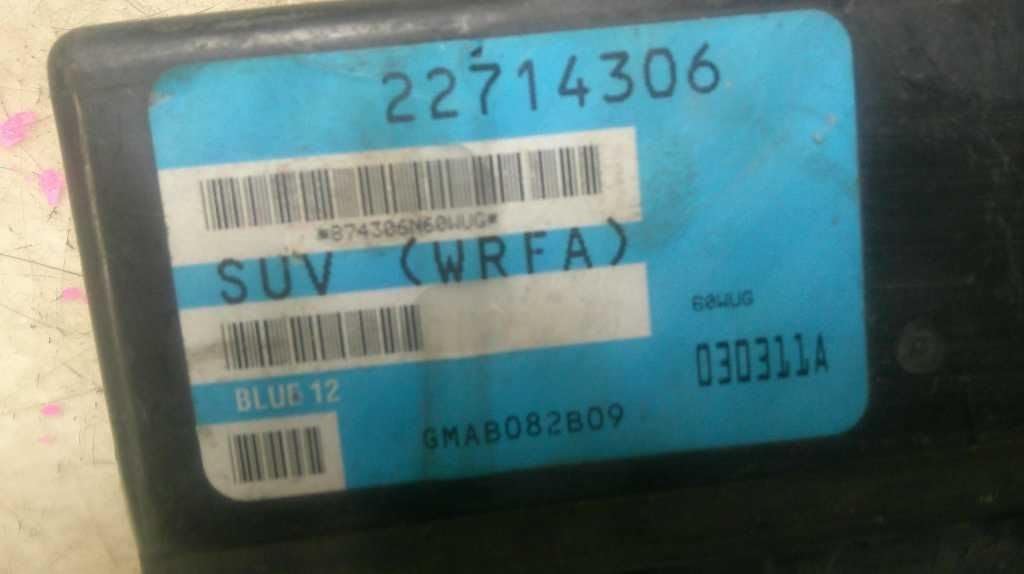 22714306
*874306N60WUG*
SUV (WRFA)
60WUG
030311A
BLUE 12
GMAB082B09